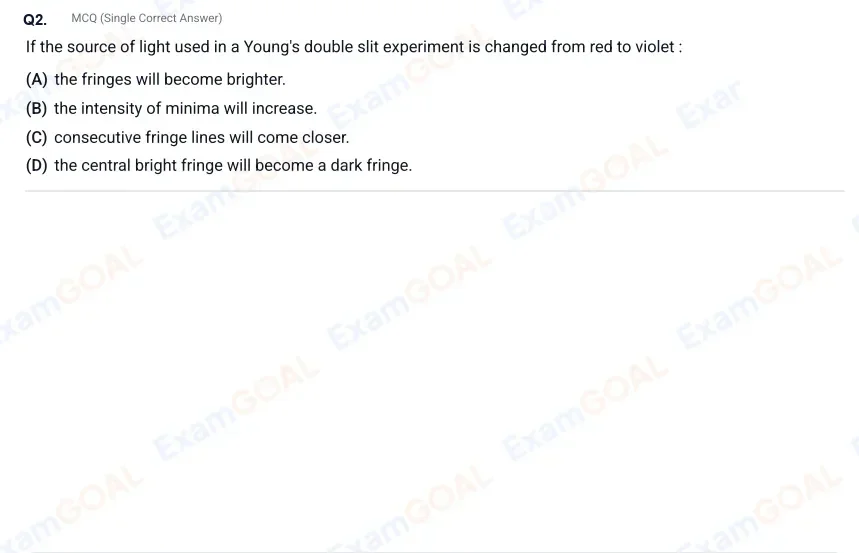 Q2. MCQ (Single Correct Answer)
If the source of light used in a Young's double slit experiment is changed from red to violet :
(A) the fringes will become brighter.
(B) the intensity of minima will increase.
(C) consecutive fringe lines will come closer.
(D) the central bright fringe will become a dark fringe.
ExamGOAL